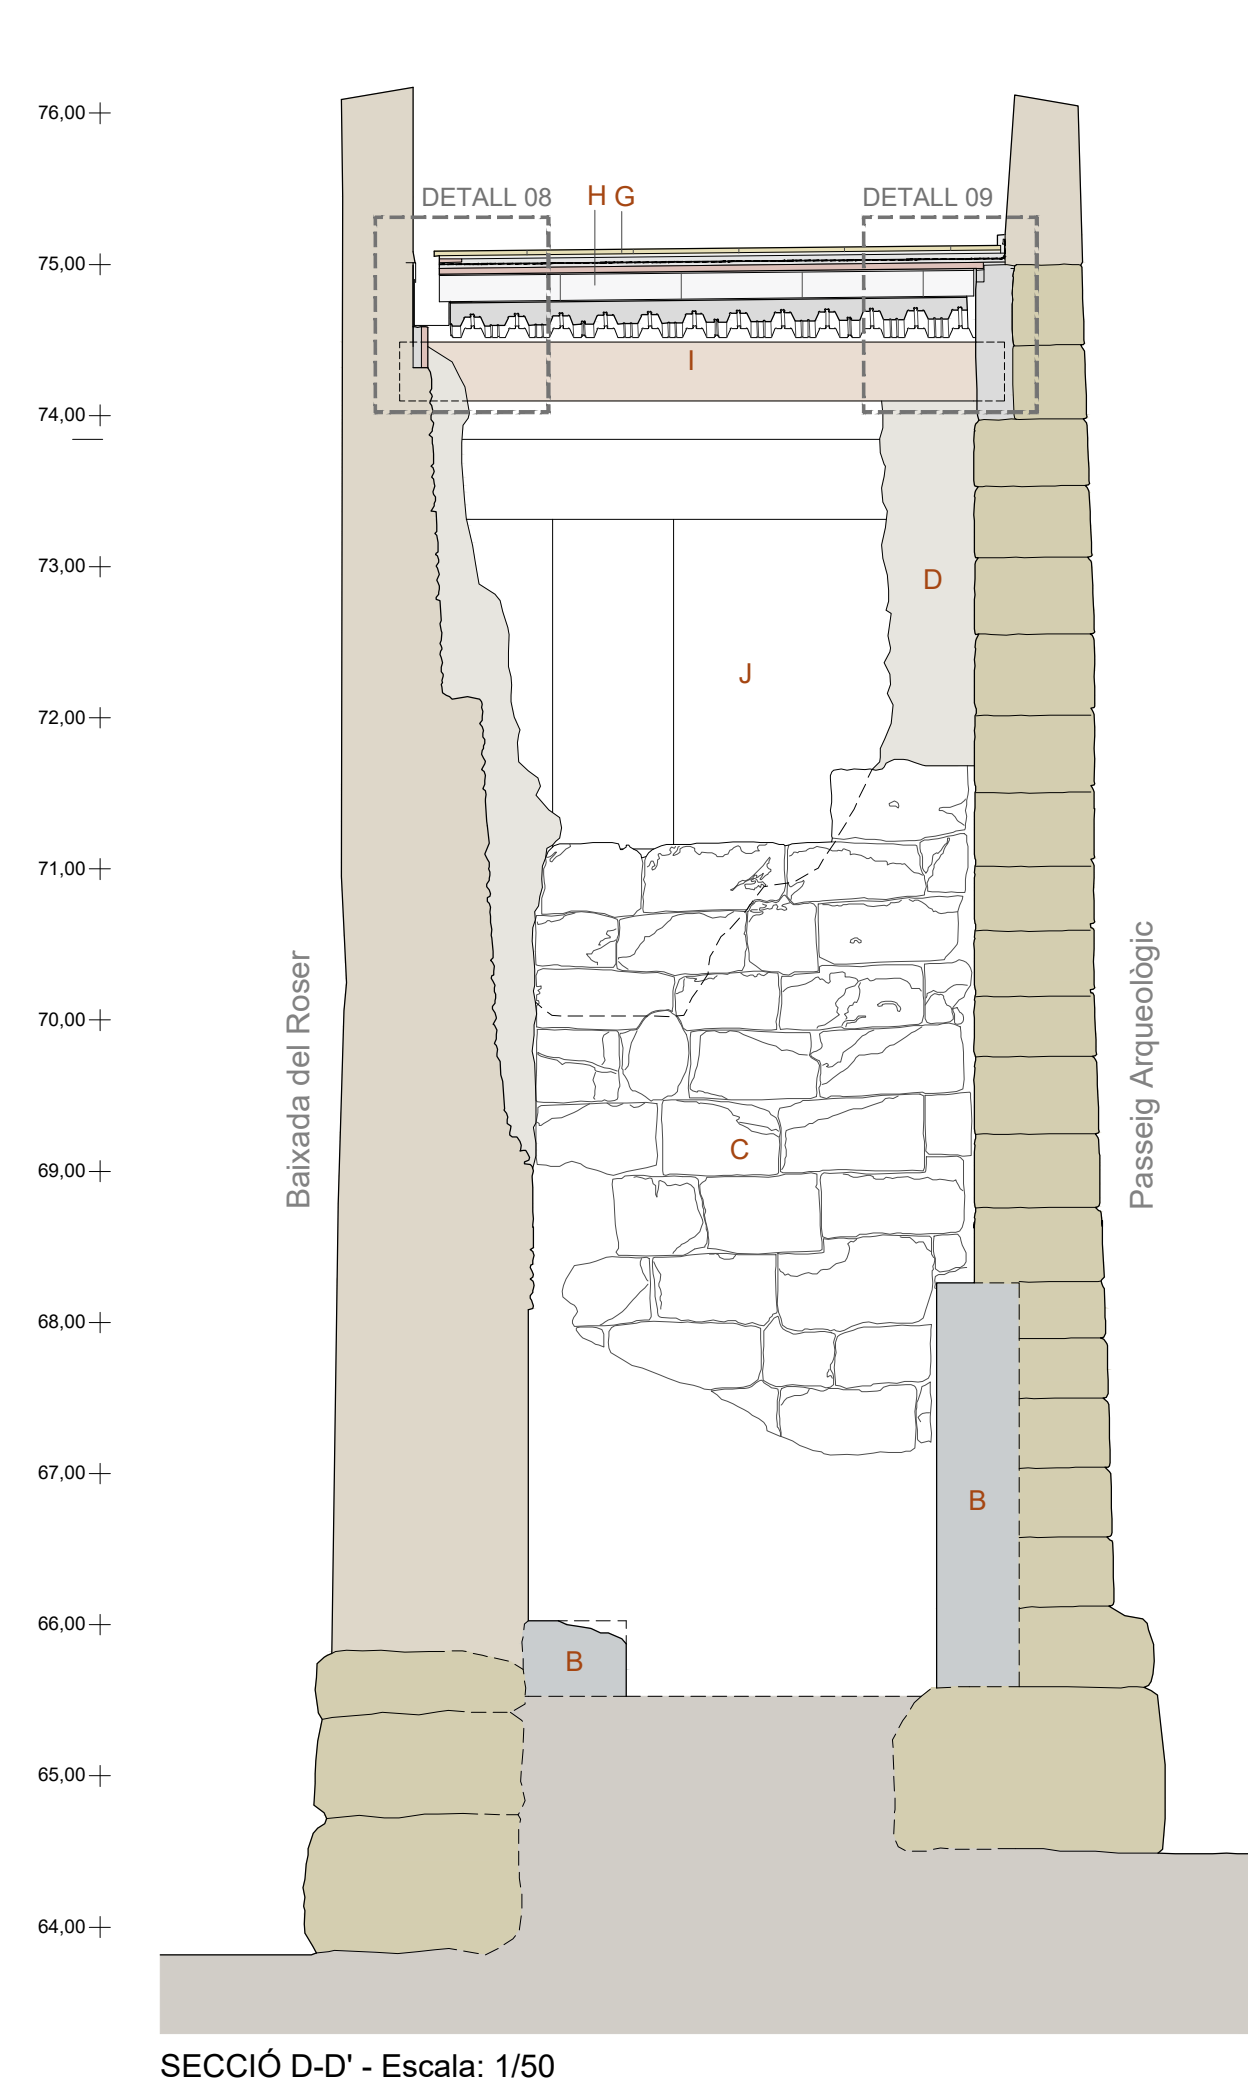 76,00
DETALL 08
H G
DETALL 09
75,00
I
74,00
73,00
D
J
72,00
71,00
Baixada del Roser
Passeig Arqueològic
70,00
C
69,00
68,00
67,00
B
66,00
B
65,00
64,00
SECCIÓ D-D' - Escala: 1/50